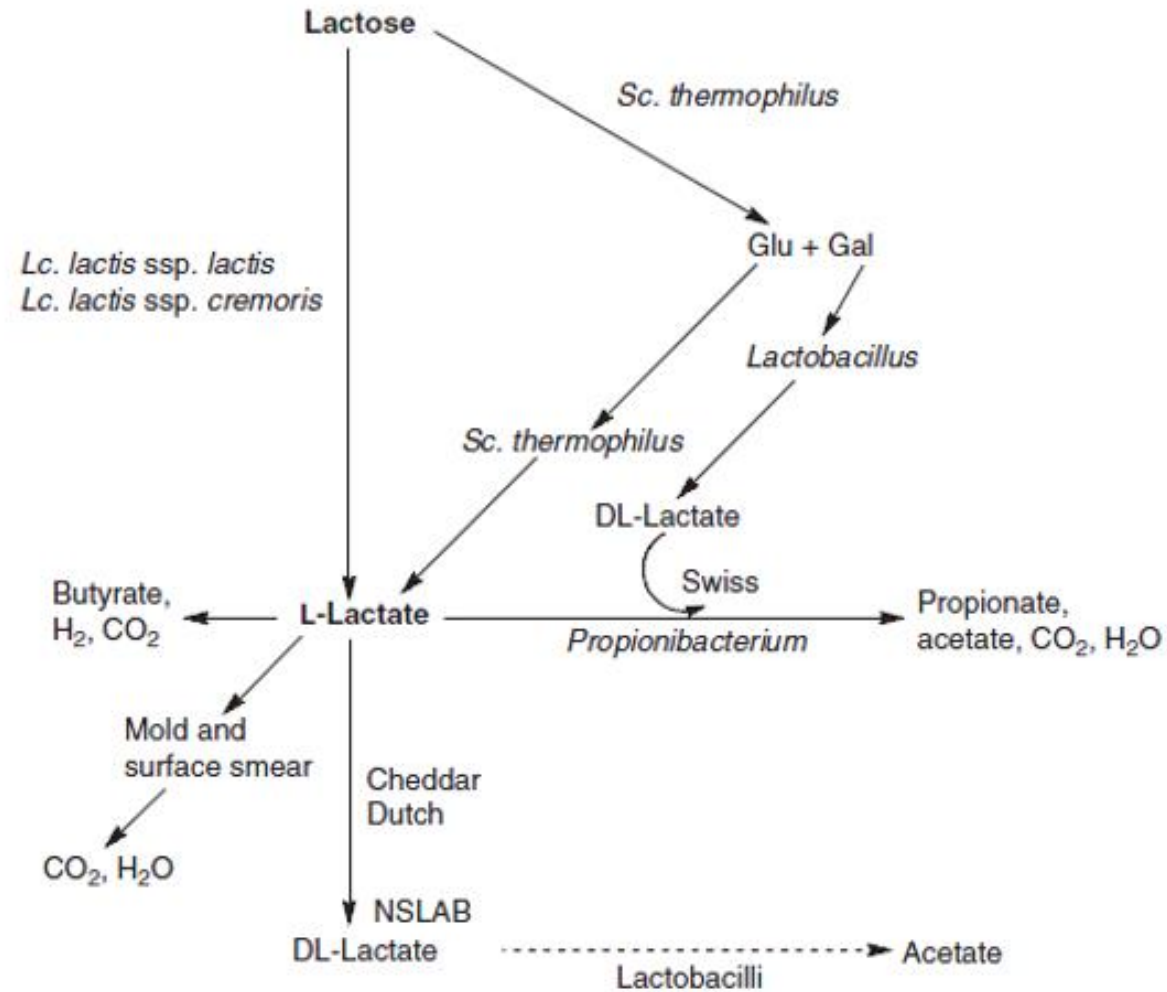 Lactose
Sc. thermophilus
Glu + Gal
Lc. lactis ssp. lactis
Lc. lactis ssp. cremoris
Lactobacillus
Sc. thermophilus
DL-Lactate
Swiss
Butyrate,
H₂, CO₂
L-Lactate
Propionibacterium
Propionate,
acetate, CO₂, H₂O
Mold and
surface smear
Cheddar
Dutch
CO₂, H₂O
NSLAB
DL-Lactate
Lactobacilli
Acetate